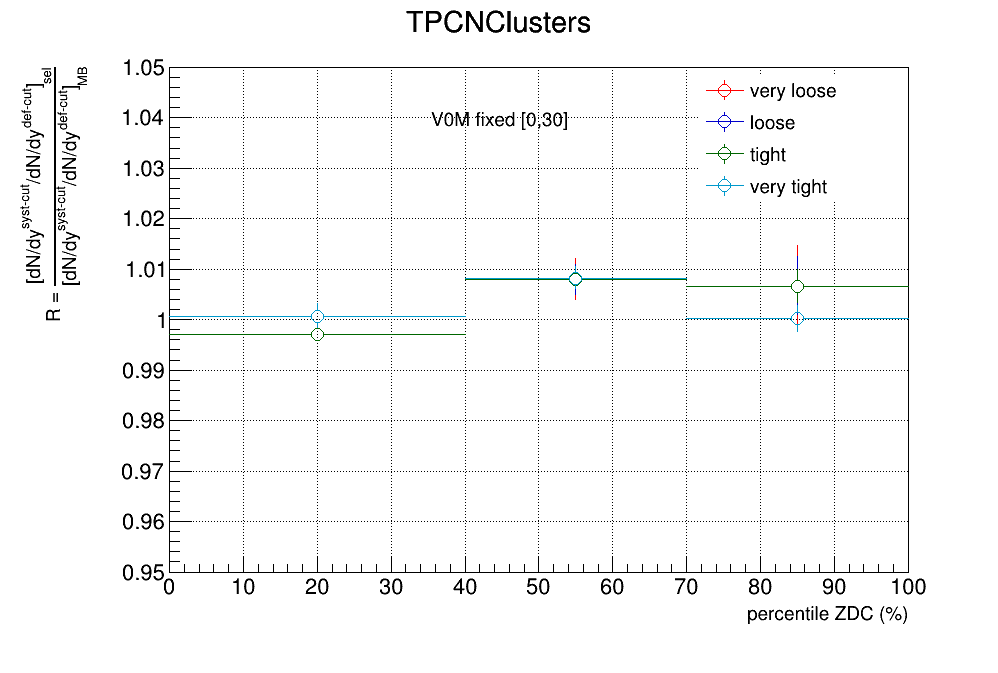 TPCNClusters
R = [dN/dy^syst-cut/dN/dy^def-cut]_sel
[dN/dy^syst-cut/dN/dy^def-cut]_MB
V0M fixed [0,30]
very loose
loose
tight
very tight
1.05
1.04
1.03
1.02
1.01
1
0.99
0.98
0.97
0.96
0.95
0 10 20 30 40 50 60 70 80 90 100
percentile ZDC (%)